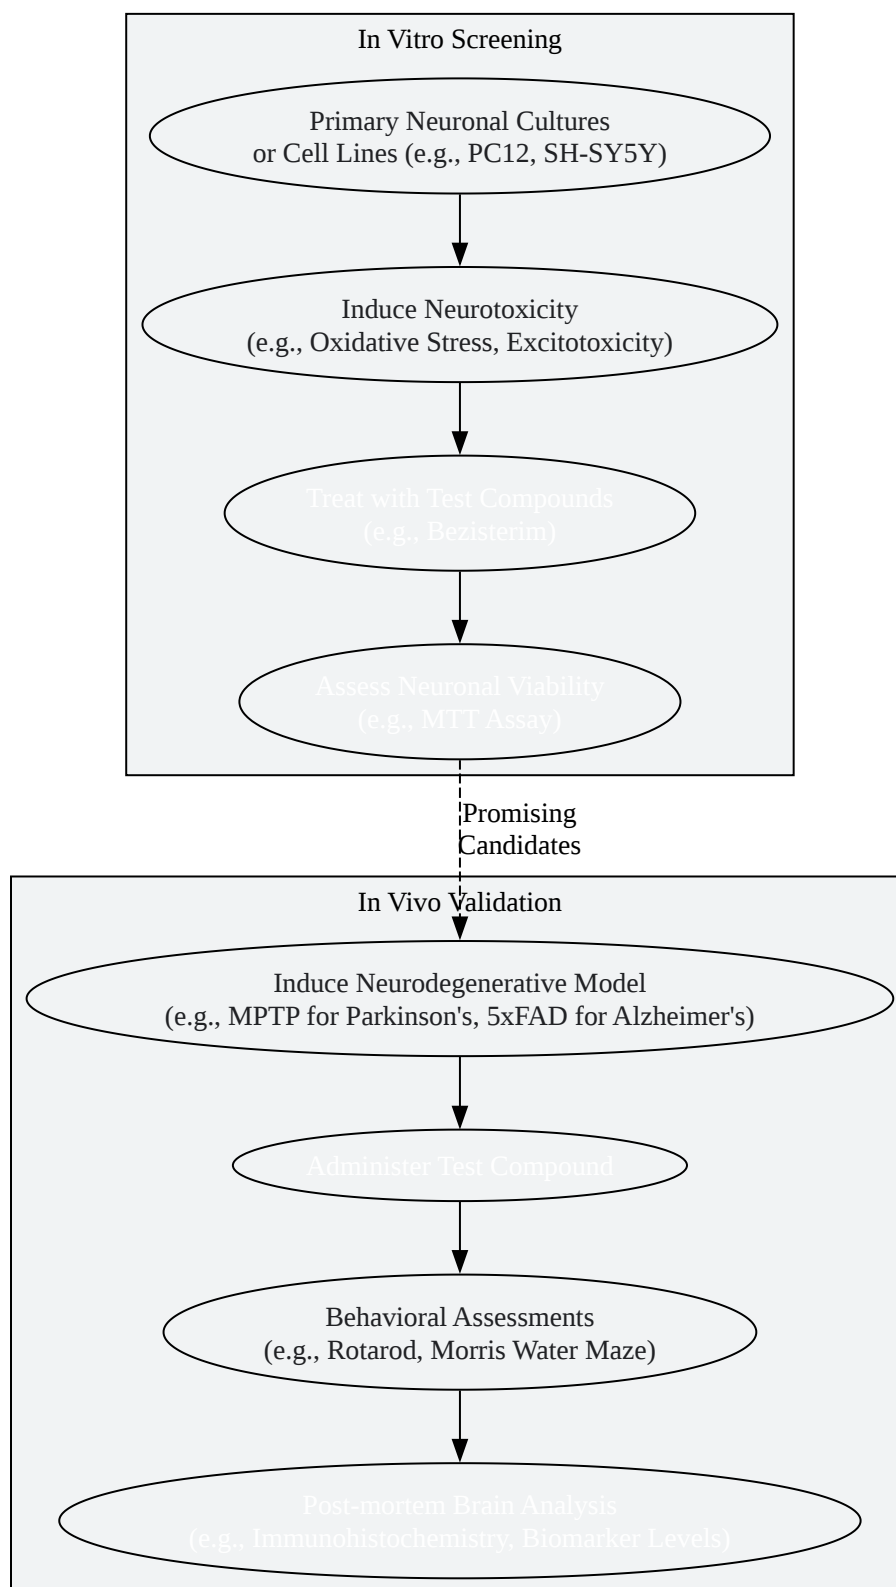 In Vitro Screening
Primary Neuronal Cultures
or Cell Lines (e.g., PC12, SH-SY5Y)
Induce Neurotoxicity
(e.g., Oxidative Stress, Excitotoxicity)
Treat with Test Compounds
(e.g., Bezisterim)
Assess Neuronal Viability
(e.g., MTT Assay)
Promising
Candidates
In Vivo Validation
Induce Neurodegenerative Model
(e.g., MPTP for Parkinson's, 5xFAD for Alzheimer's)
Administer Test Compound
Behavioral Assessments
(e.g., Rotarod, Morris Water Maze)
Post-mortem Brain Analysis
(e.g., Immunohistochemistry, Biomarker Levels)